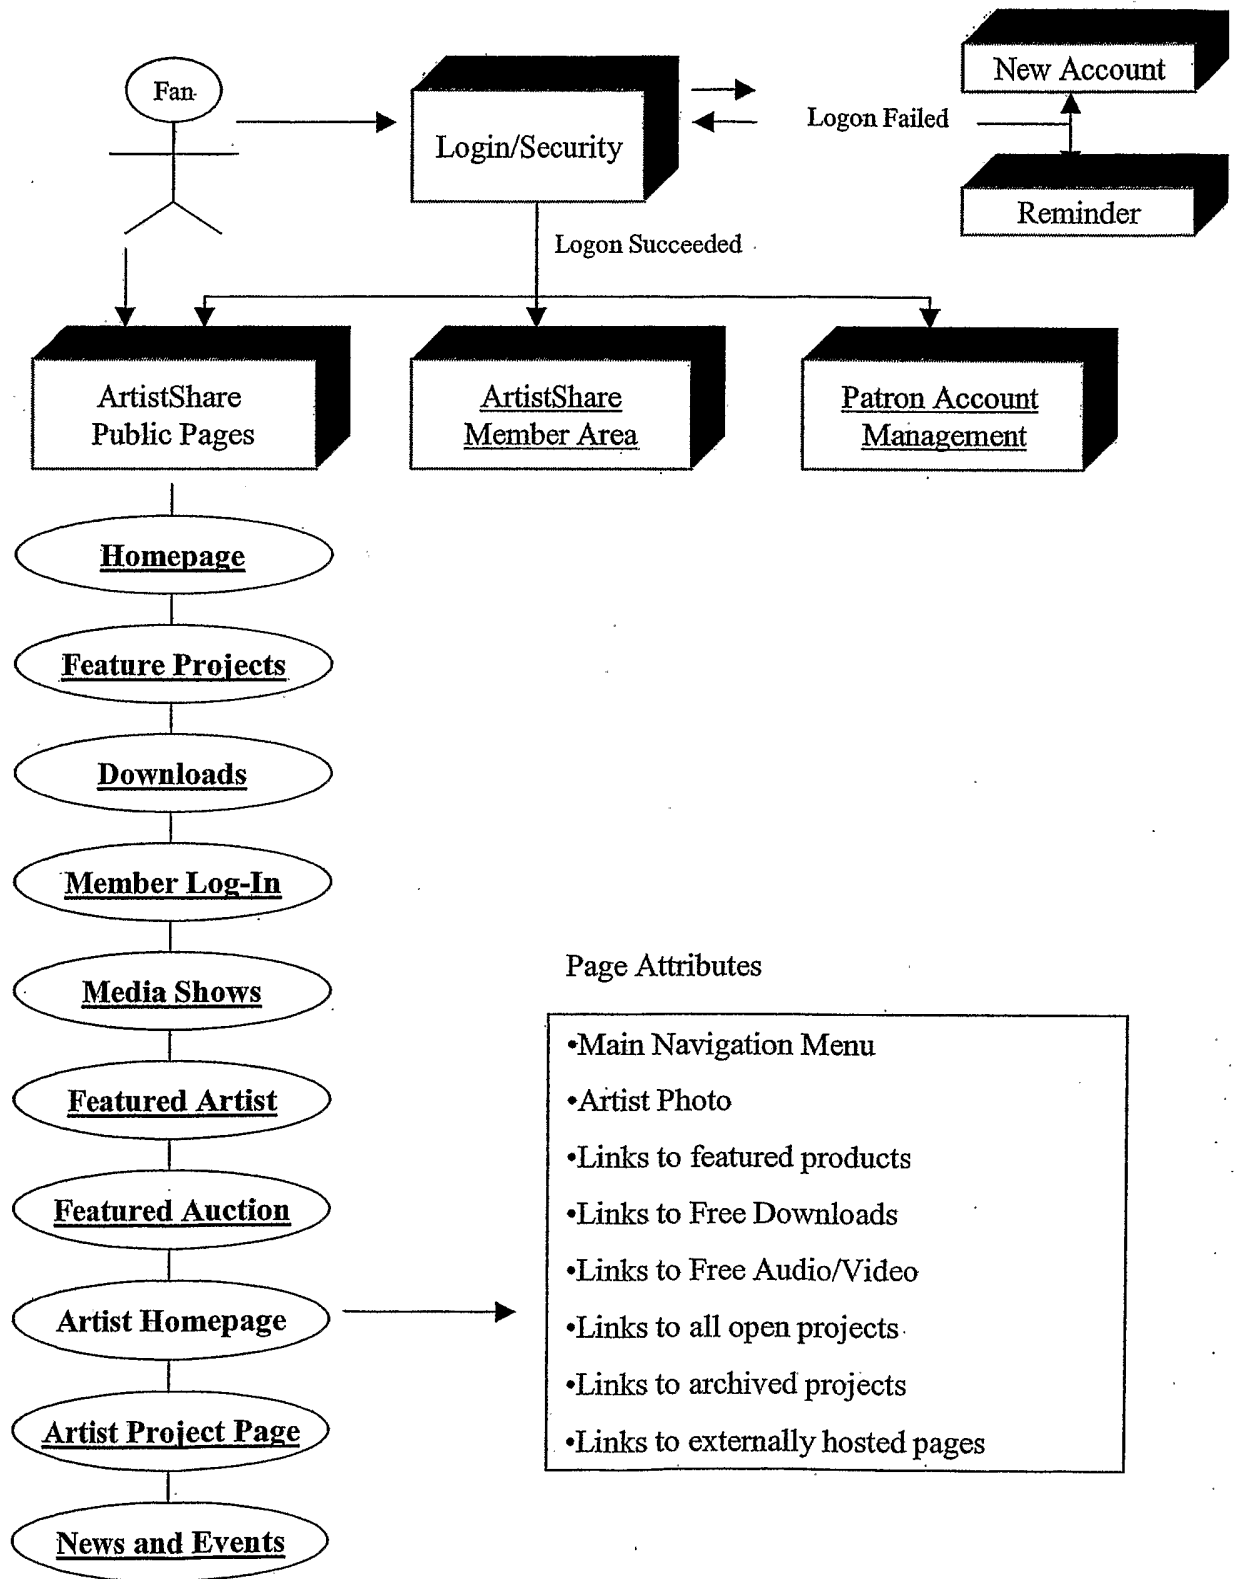 Fan
Login/Security
Logon Failed
New Account
Reminder
Logon Succeeded
ArtistShare
Public Pages
ArtistShare
Member Area
Patron Account
Management
Homepage
Feature Projects
Downloads
Member Log-In
Media Shows
Featured Artist
Featured Auction
Artist Homepage
Artist Project Page
News and Events
Page Attributes
•Main Navigation Menu
•Artist Photo
•Links to featured products
•Links to Free Downloads
•Links to Free Audio/Video
•Links to all open projects
•Links to archived projects
•Links to externally hosted pages